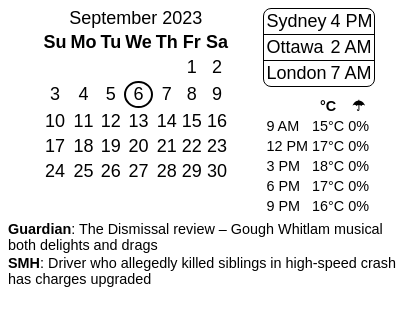 September 2023
Su Mo Tu We Th Fr Sa
1 2
3 4 5 6 7 8 9
10 11 12 13 14 15 16
17 18 19 20 21 22 23
24 25 26 27 28 29 30
Sydney 4 PM
Ottawa 2 AM
London 7 AM
°C ☂
9 AM 15°C 0%
12 PM 17°C 0%
3 PM 18°C 0%
6 PM 17°C 0%
9 PM 16°C 0%
Guardian: The Dismissal review – Gough Whitlam musical
both delights and drags
SMH: Driver who allegedly killed siblings in high-speed crash
has charges upgraded